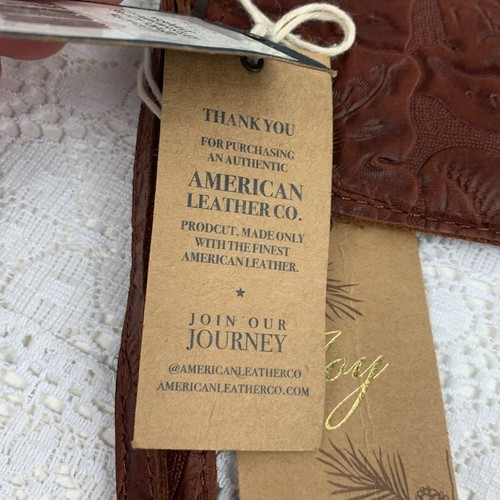 THANK YOU
FOR PURCHASING
AN AUTHENTIC
AMERICAN
LEATHER CO.
PRODCUT, MADE ONLY
WITH THE FINEST
AMERICAN LEATHER.
JOIN OUR
JOURNEY
@AMERICANLEATHERCO
AMERICANLEATHERCO.COM
Joy